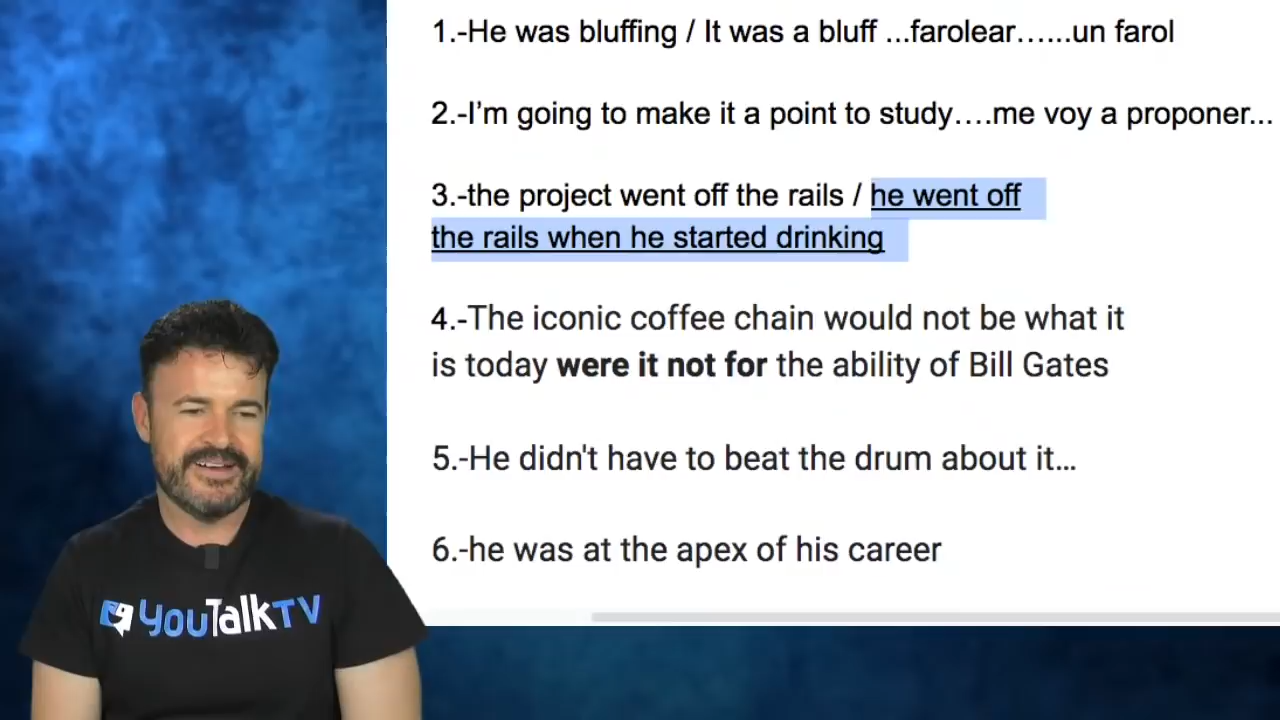 1.-He was bluffing / It was a bluff ...farolear…...un farol
2.-I’m going to make it a point to study….me voy a proponer...
3.-the project went off the rails / he went off
the rails when he started drinking
4.-The iconic coffee chain would not be what it
is today were it not for the ability of Bill Gates
5.-He didn't have to beat the drum about it…
6.-he was at the apex of his career
YouTalkTV